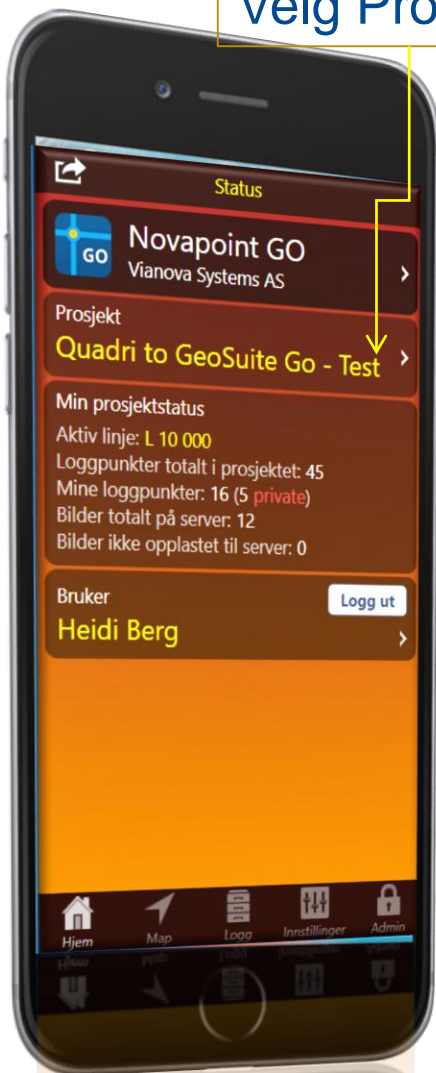 Velg Pro
Status
GO
Novapoint GO
Vianova Systems AS
Prosjekt
Quadri to GeoSuite Go - Test
Min prosjektstatus
Aktiv linje: L 10 000
Loggpunkter totalt i prosjektet: 45
Mine loggpunkter: 16 (5 private)
Bilder totalt på server: 12
Bilder ikke opplastet til server: 0
Bruker
Logg ut
Heidi Berg
Hjem
Map
Logg
Innstillinger
Admin